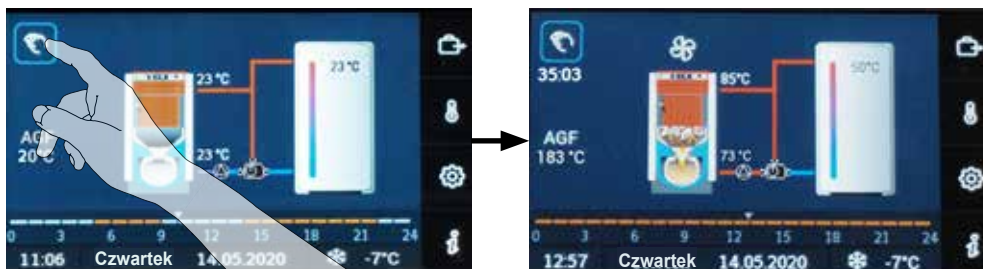 23 °C
23 °C
AGF
20°C
23 °C
0 3 6 9 12 15 18 21 24
11:06 Czwartek 14.05.2020 -7°C
35:03
85°C
50°C
AGF
183 °C
73 °C
0 3 6 9 12 15 18 21 24
12:57 Czwartek 14.05.2020 -7°C